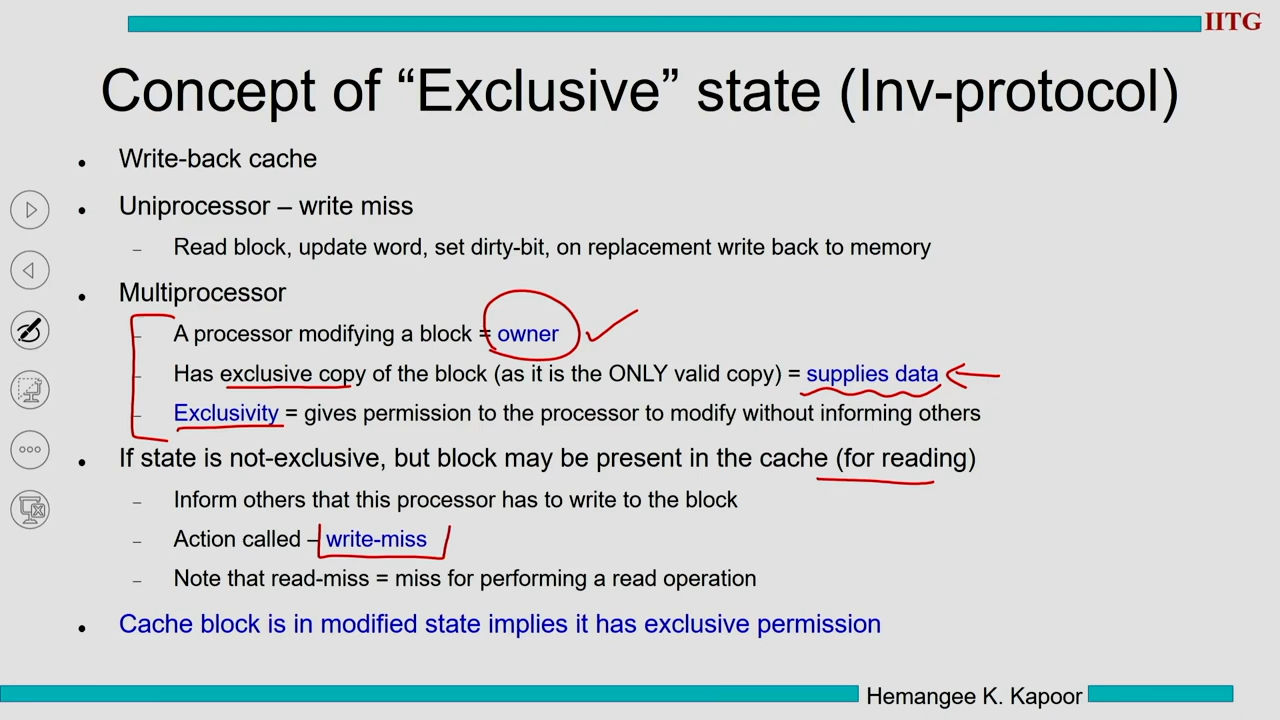 IITG
Concept of “Exclusive” state (Inv-protocol)
• Write-back cache
• Uniprocessor – write miss
– Read block, update word, set dirty-bit, on replacement write back to memory
• Multiprocessor
– A processor modifying a block = owner
– Has exclusive copy of the block (as it is the ONLY valid copy) = supplies data
– Exclusivity = gives permission to the processor to modify without informing others
• If state is not-exclusive, but block may be present in the cache (for reading)
– Inform others that this processor has to write to the block
– Action called – write-miss
– Note that read-miss = miss for performing a read operation
• Cache block is in modified state implies it has exclusive permission
Hemangee K. Kapoor